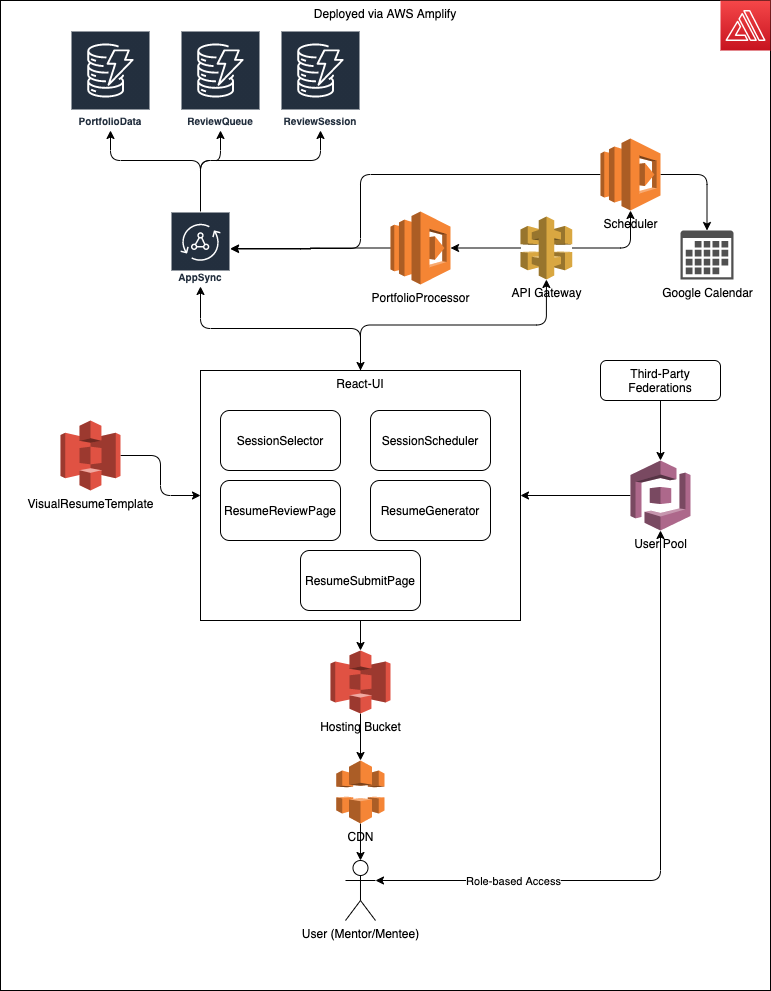 Deployed via AWS Amplify
PortfolioData
ReviewQueue
ReviewSession
Scheduler
AppSync
PortfolioProcessor
API Gateway
Google Calendar
React-UI
Third-Party
Federations
SessionSelector
SessionScheduler
VisualResumeTemplate
ResumeReviewPage
ResumeGenerator
User Pool
ResumeSubmitPage
Hosting Bucket
CDN
Role-based Access
User (Mentor/Mentee)